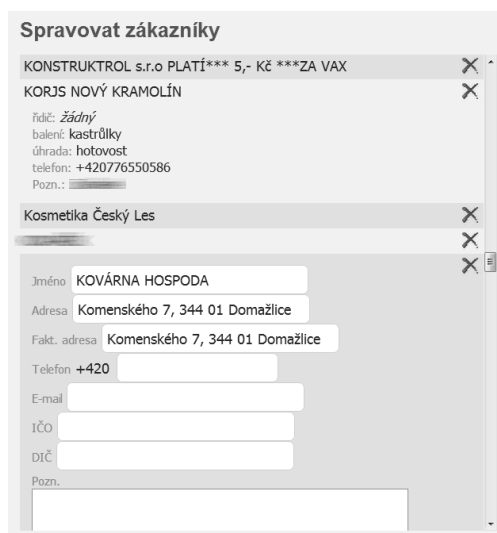 Spravovat zákazníky
KONSTRUKTROL s.r.o PLATÍ*** 5,- Kč ***ZA VAX
KORJS NOVÝ KRAMOLÍN
řidič: žádný
balení: kastrůlky
úhrada: hotovost
telefon: +420776550586
Pozn.:
Kosmetika Český Les
Jméno KOVÁRNA HOSPODA
Adresa Komenského 7, 344 01 Domažlice
Fakt. adresa Komenského 7, 344 01 Domažlice
Telefon +420
E-mail
IČO
DIČ
Pozn.